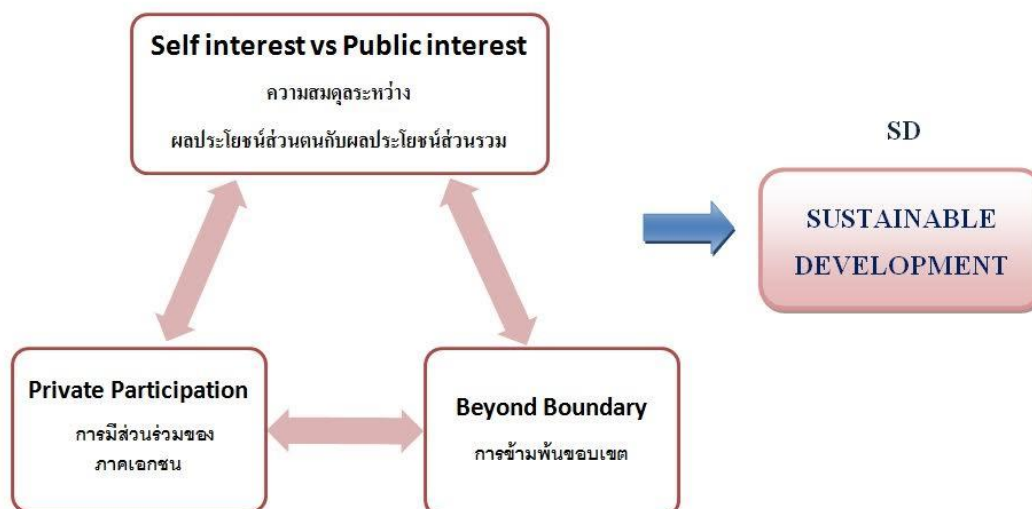 Self interest vs Public interest
ความสมดุลระหว่าง
ผลประโยชน์ส่วนตนกับผลประโยชน์ส่วนรวม
SD
SUSTAINABLE
DEVELOPMENT
Private Participation
การมีส่วนร่วมของ
ภาคเอกชน
Beyond Boundary
การข้ามพ้นขอบเขต